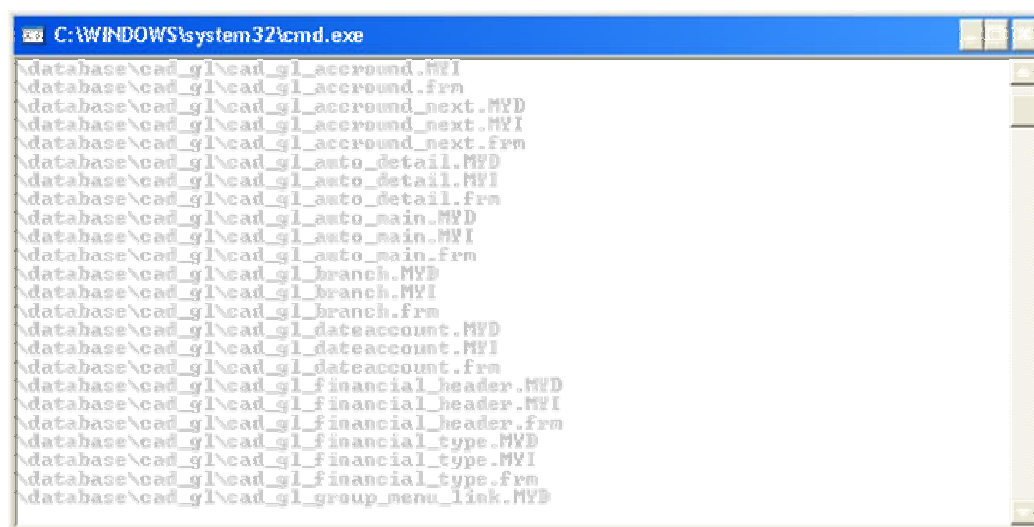 C:\WINDOWS\system32\cmd.exe
\database\cad_gl\cad_gl_accround.MYI
\database\cad_gl\cad_gl_accround.frm
\database\cad_gl\cad_gl_accround_next.MYD
\database\cad_gl\cad_gl_accround_next.MYI
\database\cad_gl\cad_gl_accround_next.frm
\database\cad_gl\cad_gl_auto_detail.MYD
\database\cad_gl\cad_gl_auto_detail.MYI
\database\cad_gl\cad_gl_auto_detail.frm
\database\cad_gl\cad_gl_auto_main.MYD
\database\cad_gl\cad_gl_auto_main.MYI
\database\cad_gl\cad_gl_auto_main.frm
\database\cad_gl\cad_gl_branch.MYD
\database\cad_gl\cad_gl_branch.MYI
\database\cad_gl\cad_gl_branch.frm
\database\cad_gl\cad_gl_dateaccount.MYD
\database\cad_gl\cad_gl_dateaccount.MYI
\database\cad_gl\cad_gl_dateaccount.frm
\database\cad_gl\cad_gl_financial_header.MYD
\database\cad_gl\cad_gl_financial_header.MYI
\database\cad_gl\cad_gl_financial_header.frm
\database\cad_gl\cad_gl_financial_type.MYD
\database\cad_gl\cad_gl_financial_type.MYI
\database\cad_gl\cad_gl_financial_type.frm
\database\cad_gl\cad_gl_group_menu_link.MYD